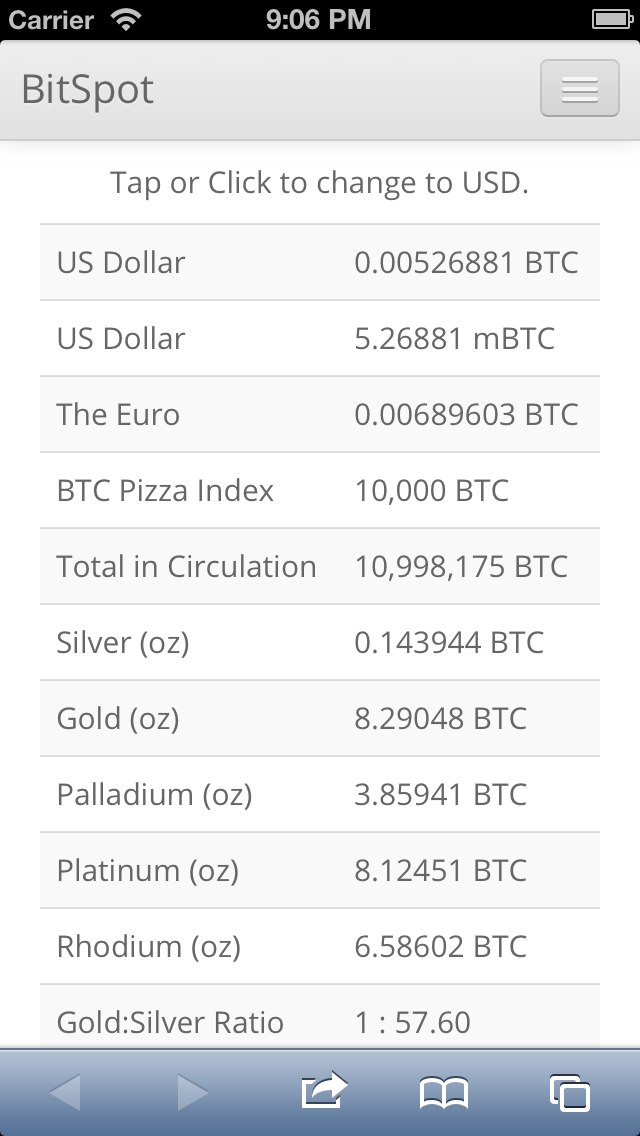 Carrier 9:06 PM
BitSpot
Tap or Click to change to USD.
US Dollar 0.00526881 BTC
US Dollar 5.26881 mBTC
The Euro 0.00689603 BTC
BTC Pizza Index 10,000 BTC
Total in Circulation 10,998,175 BTC
Silver (oz) 0.143944 BTC
Gold (oz) 8.29048 BTC
Palladium (oz) 3.85941 BTC
Platinum (oz) 8.12451 BTC
Rhodium (oz) 6.58602 BTC
Gold:Silver Ratio 1 : 57.60